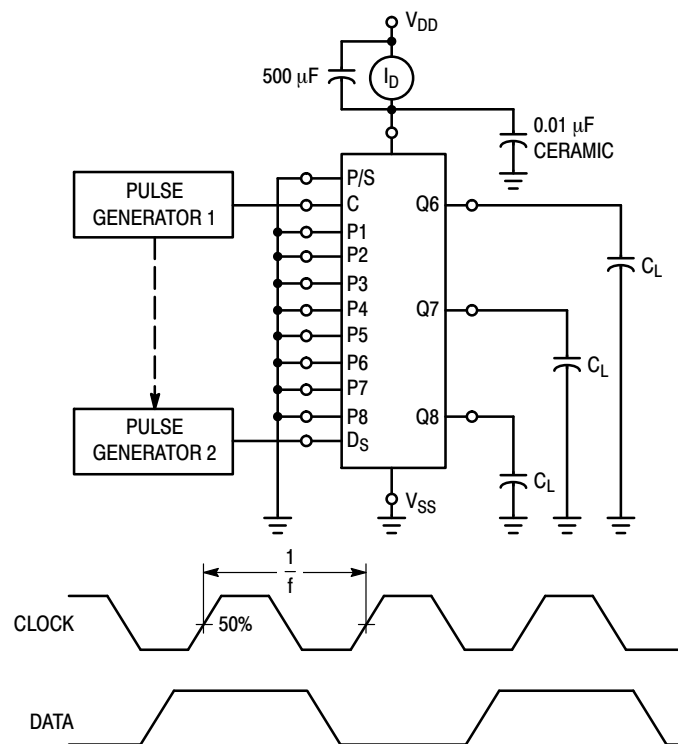 VDD
500 μF
ID
0.01 μF
CERAMIC
PULSE
GENERATOR 1
P/S
C
P1
P2
P3
P4
P5
P6
P7
P8
DS
Q6
Q7
Q8
CL
CL
CL
PULSE
GENERATOR 2
VSS
1
f
CLOCK
50%
DATA